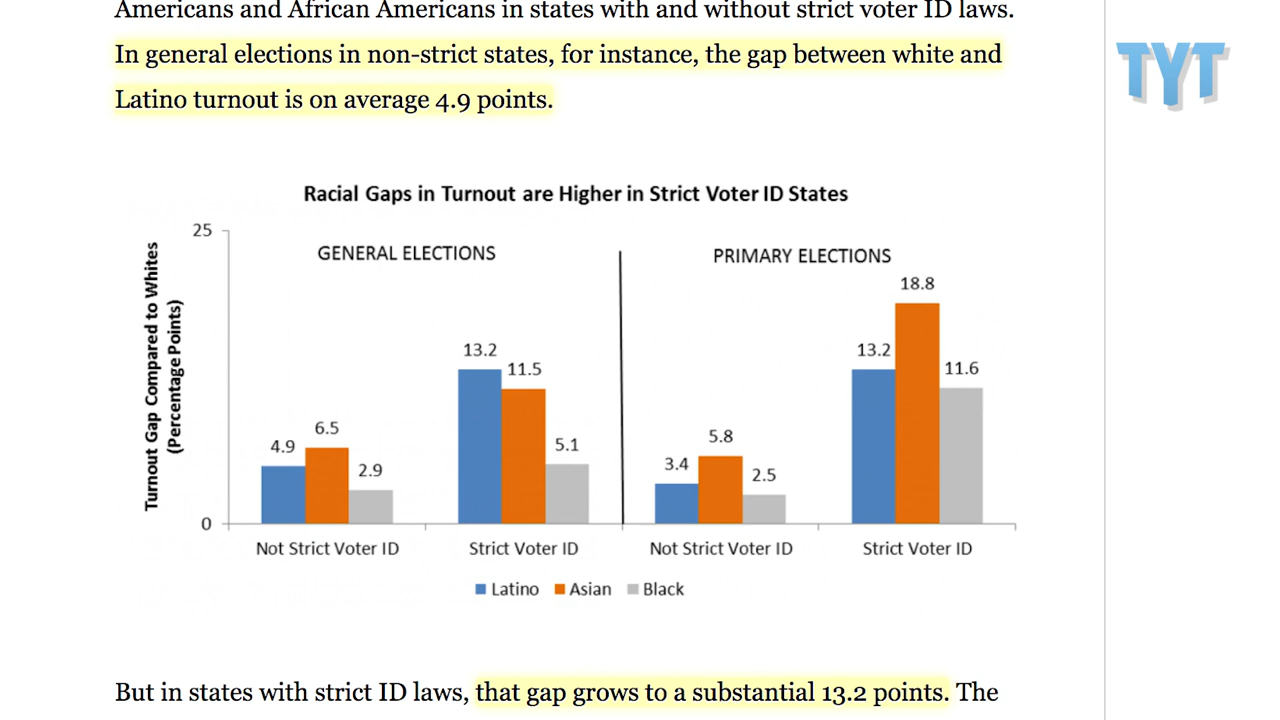 Americans and African Americans in states with and without strict voter ID laws.
In general elections in non-strict states, for instance, the gap between white and
Latino turnout is on average 4.9 points.
TYT
Racial Gaps in Turnout are Higher in Strict Voter ID States
Turnout Gap Compared to Whites
(Percentage Points)
25
0
GENERAL ELECTIONS
4.9
6.5
2.9
13.2
11.5
5.1
PRIMARY ELECTIONS
3.4
5.8
2.5
13.2
18.8
11.6
Not Strict Voter ID
Strict Voter ID
Not Strict Voter ID
Strict Voter ID
Latino Asian Black
But in states with strict ID laws, that gap grows to a substantial 13.2 points. The